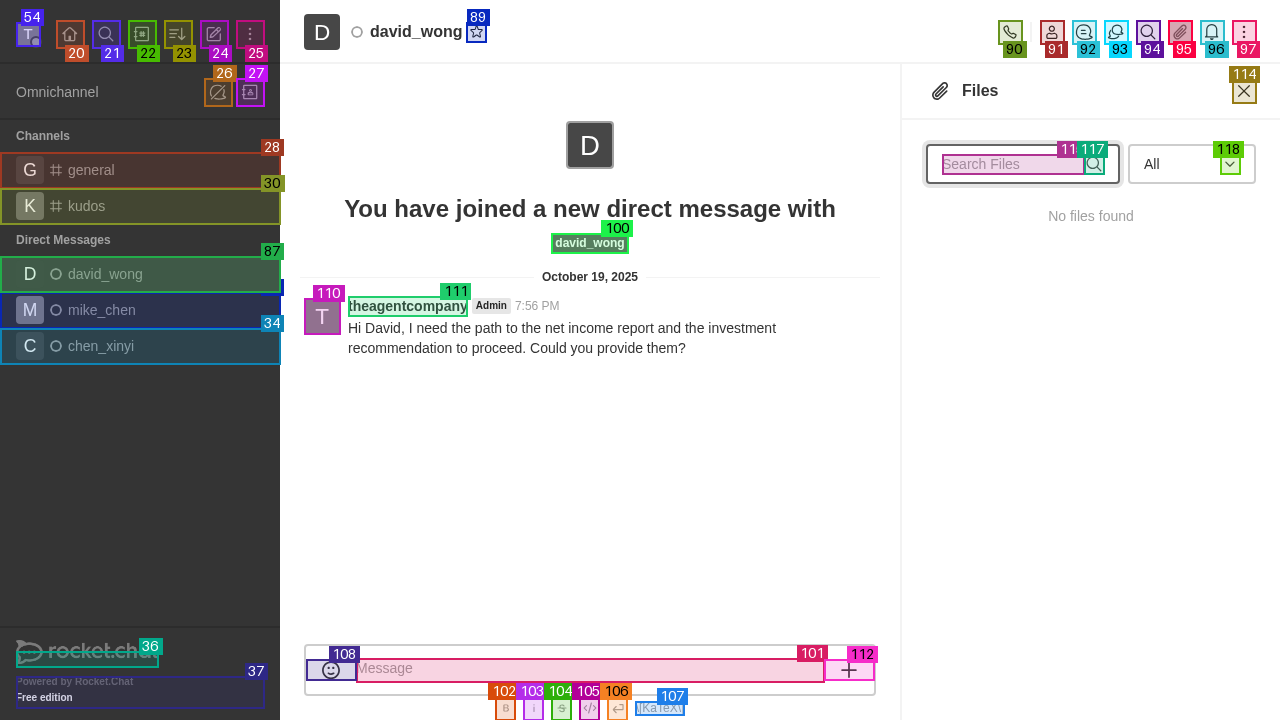 54
T
20
21
22
23
24
25
Omnichannel
26
27
Channels
28
G general
30
K kudos
Direct Messages
87
D david_wong
M mike_chen
34
C chen_xinyi
36
rocket.chat
37
Powered by Rocket.Chat
Free edition
D david_wong
89
90
91
92
93
94
95
96
97
D
You have joined a new direct message with
100
david_wong
October 19, 2025
110
111
T
theagentcompany Admin 7:56 PM
Hi David, I need the path to the net income report and the investment
recommendation to proceed. Could you provide them?
108
101
112
Message
102
103
104
105
106
107
B
i
S
\[KaTeX\]
Files
114
117
118
Search Files
All
No files found